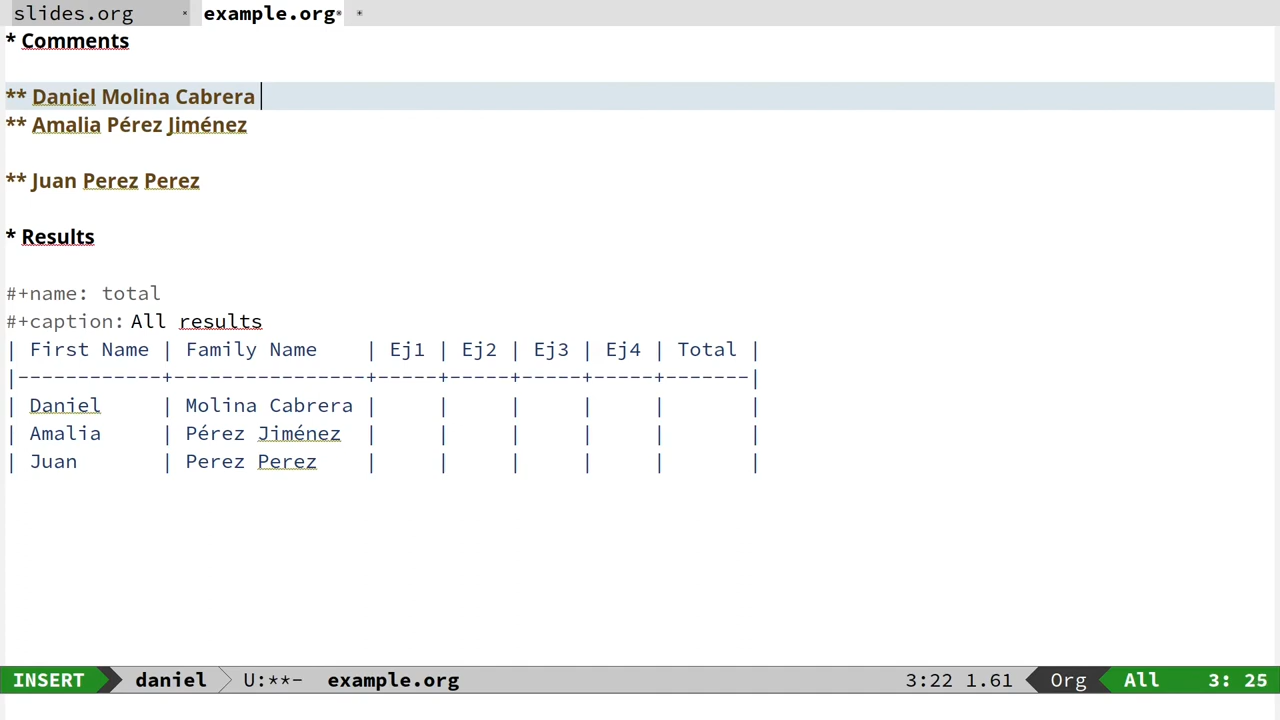 slides.org * example.org* *
* Comments
** Daniel Molina Cabrera
** Amalia Pérez Jiménez
** Juan Perez Perez
* Results
#+name: total
#+caption: All results
| First Name | Family Name    | Ej1 | Ej2 | Ej3 | Ej4 | Total |
|------------+----------------+-----+-----+-----+-----+-------|
| Daniel     | Molina Cabrera |     |     |     |     |       |
| Amalia     | Pérez Jiménez  |     |     |     |     |       |
| Juan       | Perez Perez    |     |     |     |     |       |
INSERT daniel U:**- example.org 3:22 1.61 Org All 3: 25